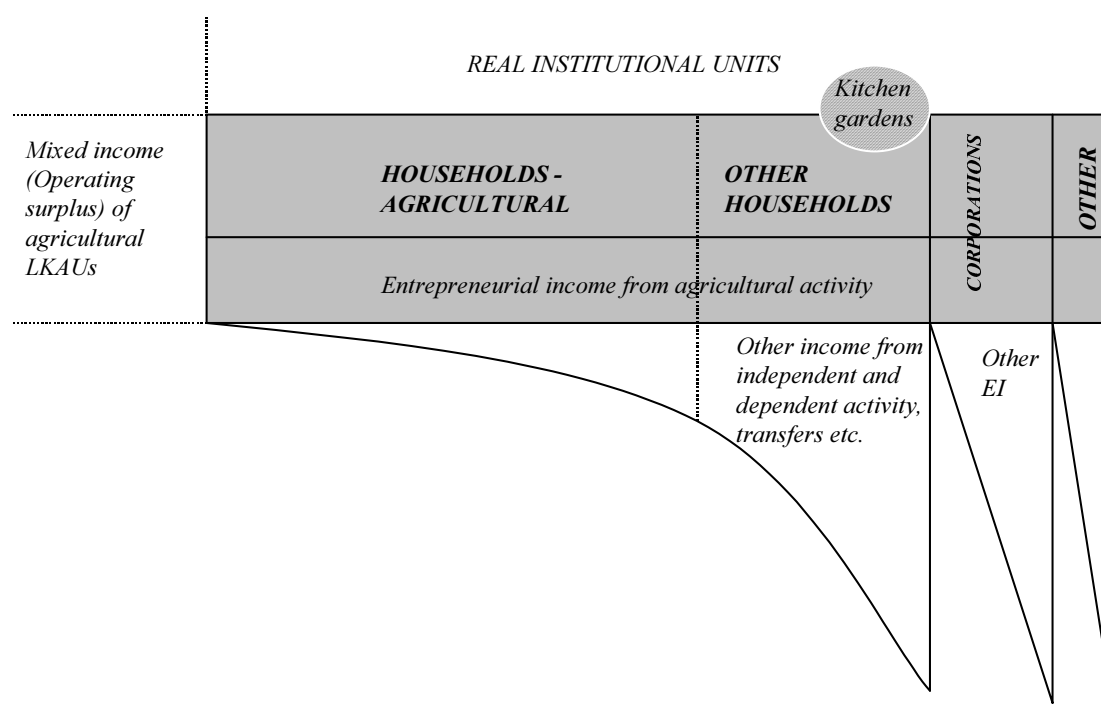 REAL INSTITUTIONAL UNITS
Kitchen
gardens
Mixed income
(Operating
surplus) of
agricultural
LKAUs
HOUSEHOLDS -
AGRICULTURAL
OTHER
HOUSEHOLDS
CORPORATIONS
OTHER
Entrepreneurial income from agricultural activity
Other income from
independent and
dependent activity,
transfers etc.
Other
EI